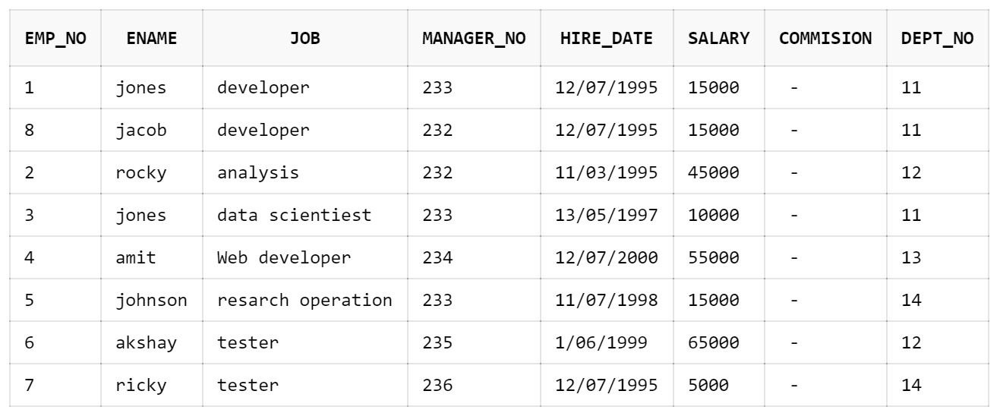 EMP_NO ENAME JOB MANAGER_NO HIRE_DATE SALARY COMMISION DEPT_NO
1 jones developer 233 12/07/1995 15000 - 11
8 jacob developer 232 12/07/1995 15000 - 11
2 rocky analysis 232 11/03/1995 45000 - 12
3 jones data scientiest 233 13/05/1997 10000 - 11
4 amit Web developer 234 12/07/2000 55000 - 13
5 johnson resarch operation 233 11/07/1998 15000 - 14
6 akshay tester 235 1/06/1999 65000 - 12
7 ricky tester 236 12/07/1995 5000 - 14